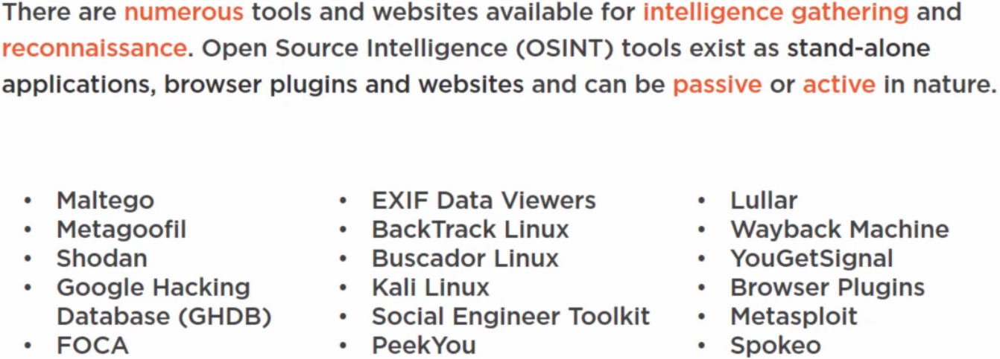 There are numerous tools and websites available for intelligence gathering and
reconnaissance. Open Source Intelligence (OSINT) tools exist as stand-alone
applications, browser plugins and websites and can be passive or active in nature.
• Maltego
• Metagoofil
• Shodan
• Google Hacking
Database (GHDB)
• FOCA
• EXIF Data Viewers
• BackTrack Linux
• Buscador Linux
• Kali Linux
• Social Engineer Toolkit
• PeekYou
• Lullar
• Wayback Machine
• YouGetSignal
• Browser Plugins
• Metasploit
• Spokeo